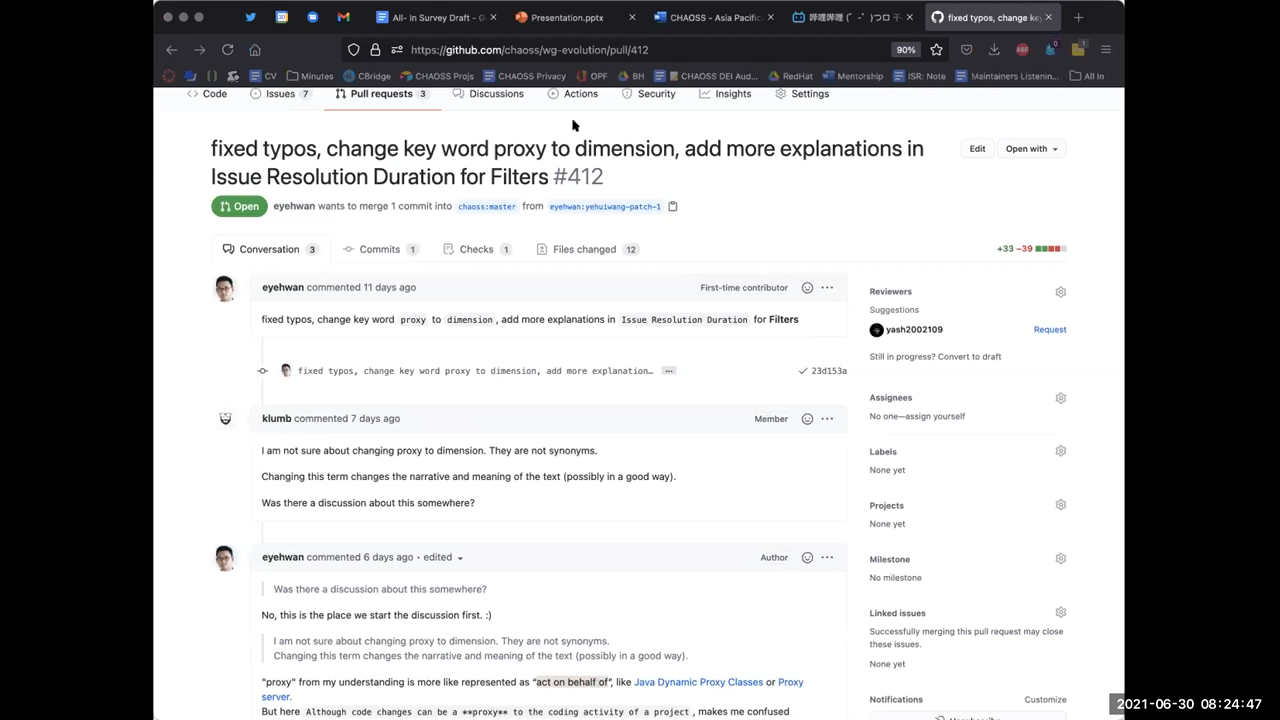 All- In Survey Draft - G
Presentation.pptx
CHAOSS - Asia Pacific
哔哩哔哩 (゜-゜)つロ 干
fixed typos, change key
https://github.com/chaoss/wg-evolution/pull/412
90%
CV
Minutes
CBridge
CHAOSS Projs
CHAOSS Privacy
OPF
BH
CHAOSS DEI Aud...
RedHat
Mentorship
ISR: Note
Maintainers Listenin...
All In
Code
Issues 7
Pull requests 3
Discussions
Actions
Security
Insights
Settings
fixed typos, change key word proxy to dimension, add more explanations in
Issue Resolution Duration for Filters #412
Edit
Open with
Open
eyehwan wants to merge 1 commit into chaoss:master from eyehwan:yehuiwang-patch-1
Conversation 3
Commits 1
Checks 1
Files changed 12
+33 −39
eyehwan commented 11 days ago
First-time contributor
fixed typos, change key word proxy to dimension, add more explanations in Issue Resolution Duration for Filters
fixed typos, change key word proxy to dimension, add more explanation…
23d153a
klumb commented 7 days ago
Member
I am not sure about changing proxy to dimension. They are not synonyms.
Changing this term changes the narrative and meaning of the text (possibly in a good way).
Was there a discussion about this somewhere?
eyehwan commented 6 days ago • edited
Author
Was there a discussion about this somewhere?
No, this is the place we start the discussion first. :)
I am not sure about changing proxy to dimension. They are not synonyms.
Changing this term changes the narrative and meaning of the text (possibly in a good way).
"proxy" from my understanding is more like represented as "act on behalf of", like Java Dynamic Proxy Classes or Proxy
server.
But here Although code changes can be a **proxy** to the coding activity of a project, makes me confused
Reviewers
Suggestions
yash2002109
Request
Still in progress? Convert to draft
Assignees
No one—assign yourself
Labels
None yet
Projects
None yet
Milestone
No milestone
Linked issues
Successfully merging this pull request may close
these issues.
None yet
Notifications
Customize
2021-06-30 08:24:47